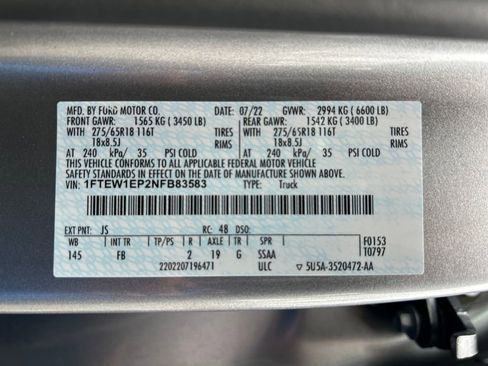 MFD. BY FORD MOTOR CO. DATE: 07/22 GVWR: 2994 KG ( 6600 LB)
FRONT GAWR: 1565 KG ( 3450 LB) REAR GAWR: 1542 KG ( 3400 LB)
WITH 275/65R18 116T TIRES WITH 275/65R18 116T TIRES
18x8.5J RIMS 18x8.5J RIMS
AT 240 kPa/ 35 PSI COLD AT 240 kPa/ 35 PSI COLD
THIS VEHICLE CONFORMS TO ALL APPLICABLE FEDERAL MOTOR VEHICLE
SAFETY STANDARDS IN EFFECT ON THE DATE OF MANUFACTURE SHOWN ABOVE.
VIN: 1FTEW1EP2NFB83583 TYPE: Truck
EXT PNT: JS RC: 48 DSO: F0153
WB INT TR TP/PS R AXLE TR SPR T0797
145 FB 2 19 G SSAA
2202207196471 ULC ▽ 5U5A-3520472-AA